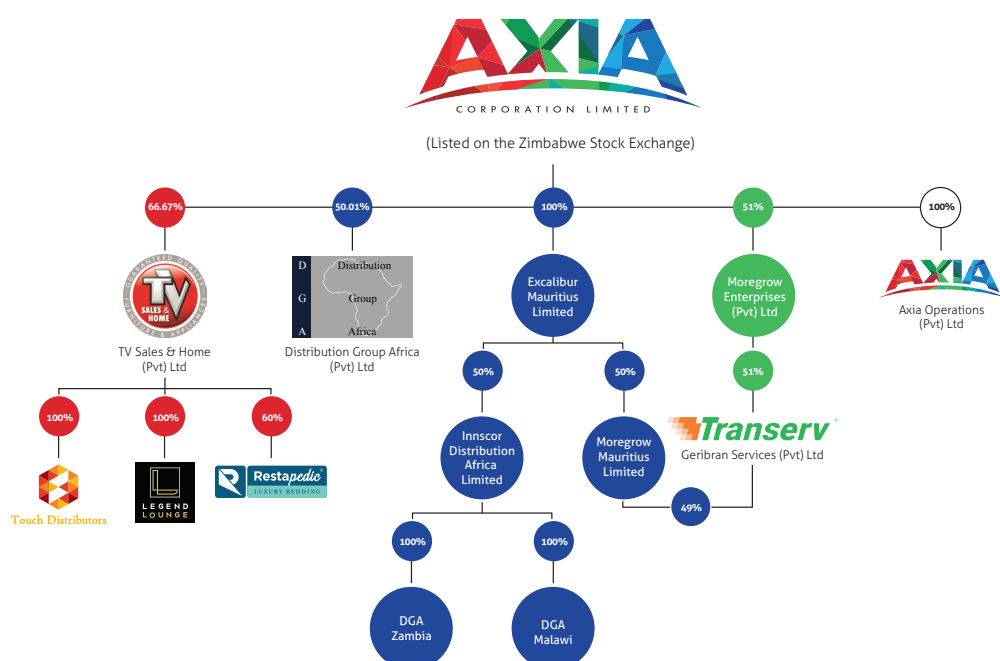 AXIA
CORPORATION LIMITED
(Listed on the Zimbabwe Stock Exchange)
66.67%
50.01%
100%
51%
100%
GUARANTEED QUALITY
TV
SALES &
HOME
FURNITURE & APPLIANCES
TV Sales & Home
(Pvt) Ltd
D Distribution
G Group
A Africa
Distribution Group Africa
(Pvt) Ltd
Excalibur
Mauritius
Limited
Moregrow
Enterprises
(Pvt) Ltd
AXIA
Axia Operations
(Pvt) Ltd
50%
50%
51%
100%
100%
60%
Touch Distributors
L
LEGEND
LOUNGE
R
Restapedic®
LUXURY BEDDING
Innscor
Distribution
Africa
Limited
Moregrow
Mauritius
Limited
Transerv
Geribran Services (Pvt) Ltd
49%
100%
100%
DGA
Zambia
DGA
Malawi